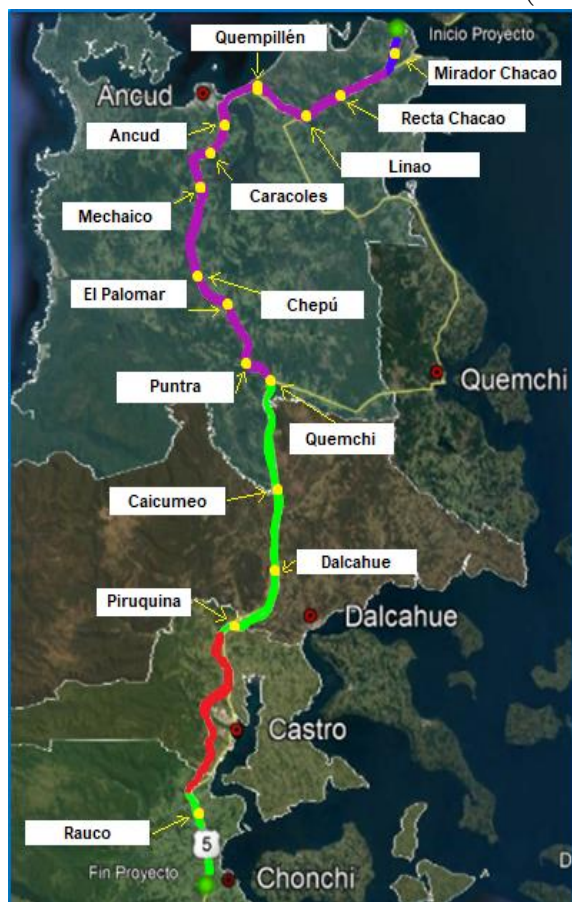 Quempillén
Inicio Proyecto
Mirador Chacao
Ancud
Recta Chacao
Ancud
Linao
Caracoles
Mechaico
Chepú
El Palomar
Puntra
Quemchi
Quemchi
Caicumeo
Dalcahue
Piruquina
Dalcahue
Castro
Rauco
5
Fin Proyecto
Chonchi
D